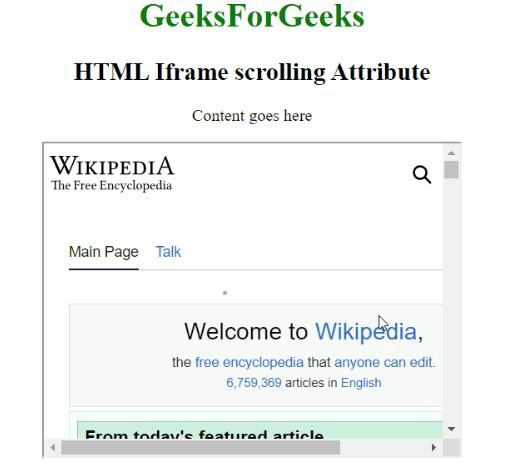 GeeksForGeeks
HTML Iframe scrolling Attribute
Content goes here
WIKIPEDIA
The Free Encyclopedia
Main Page Talk
Welcome to Wikipedia,
the free encyclopedia that anyone can edit.
6,759,369 articles in English
From today's featured article